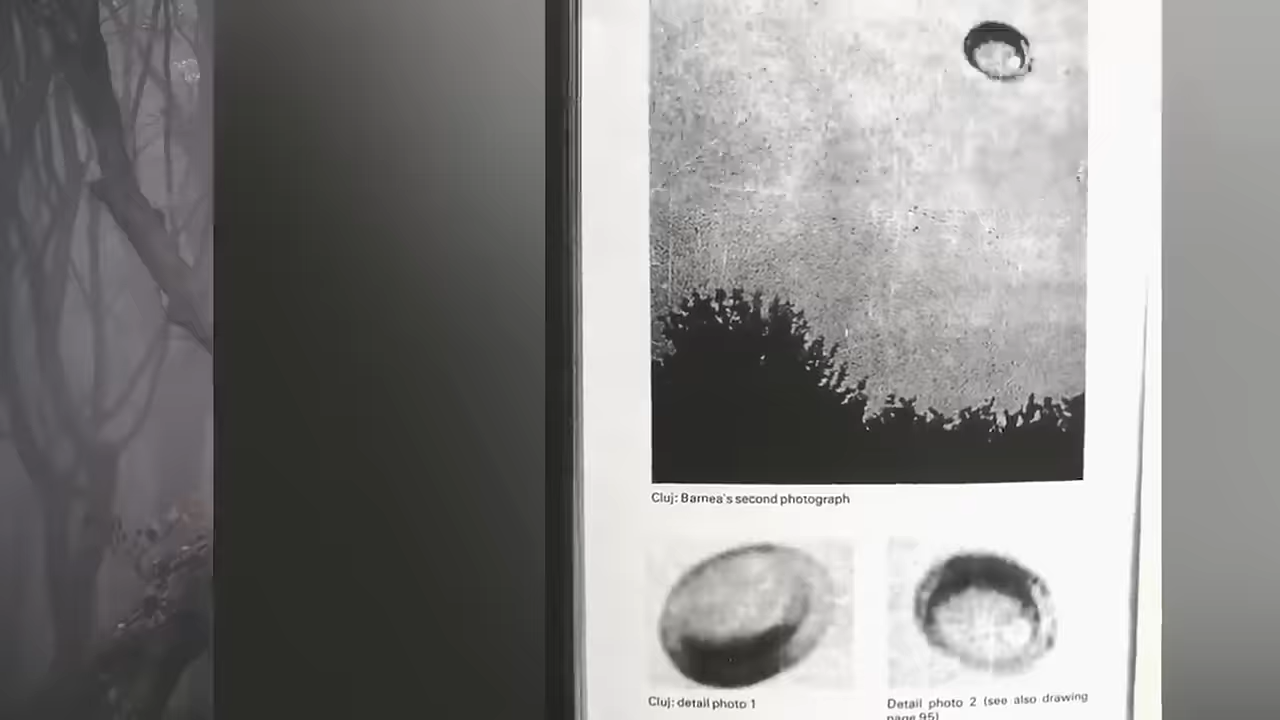 Cluj: Barnea's second photograph
Cluj: detail photo 1
Detail photo 2 (see also drawing
page 95)